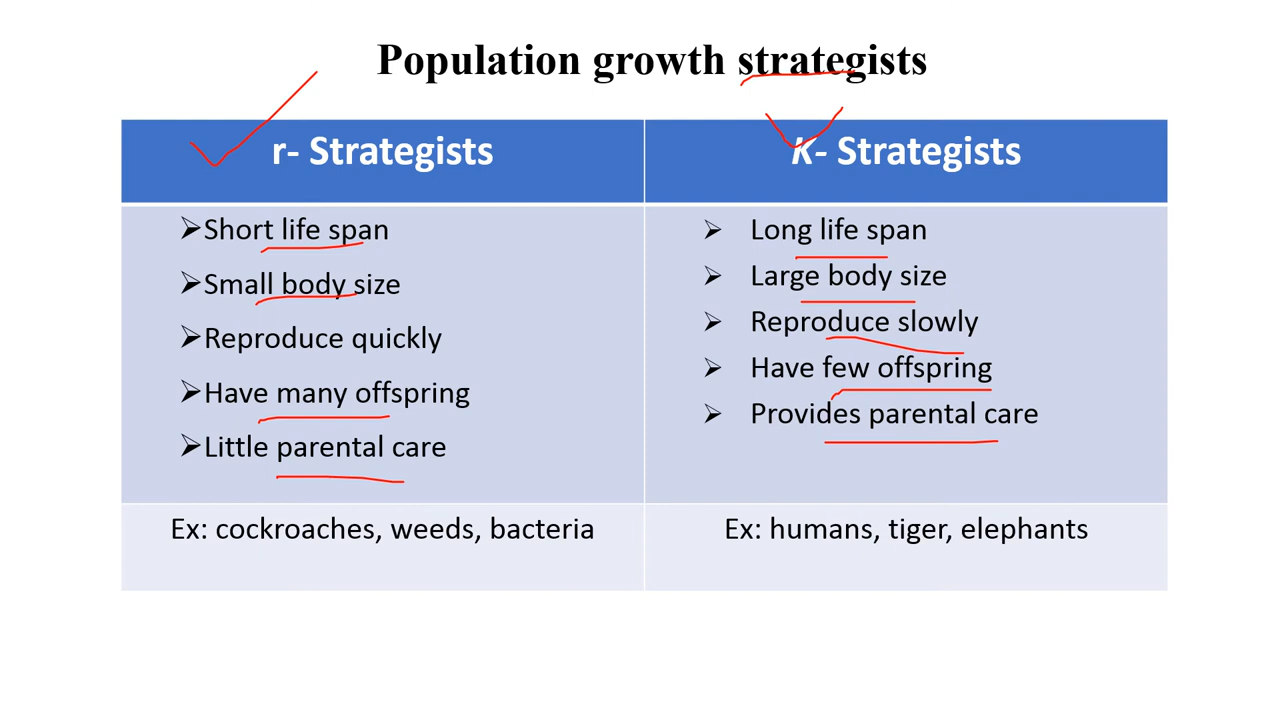 Population growth strategists
r- Strategists
K- Strategists
Short life span
Small body size
Reproduce quickly
Have many offspring
Little parental care
Long life span
Large body size
Reproduce slowly
Have few offspring
Provides parental care
Ex: cockroaches, weeds, bacteria
Ex: humans, tiger, elephants